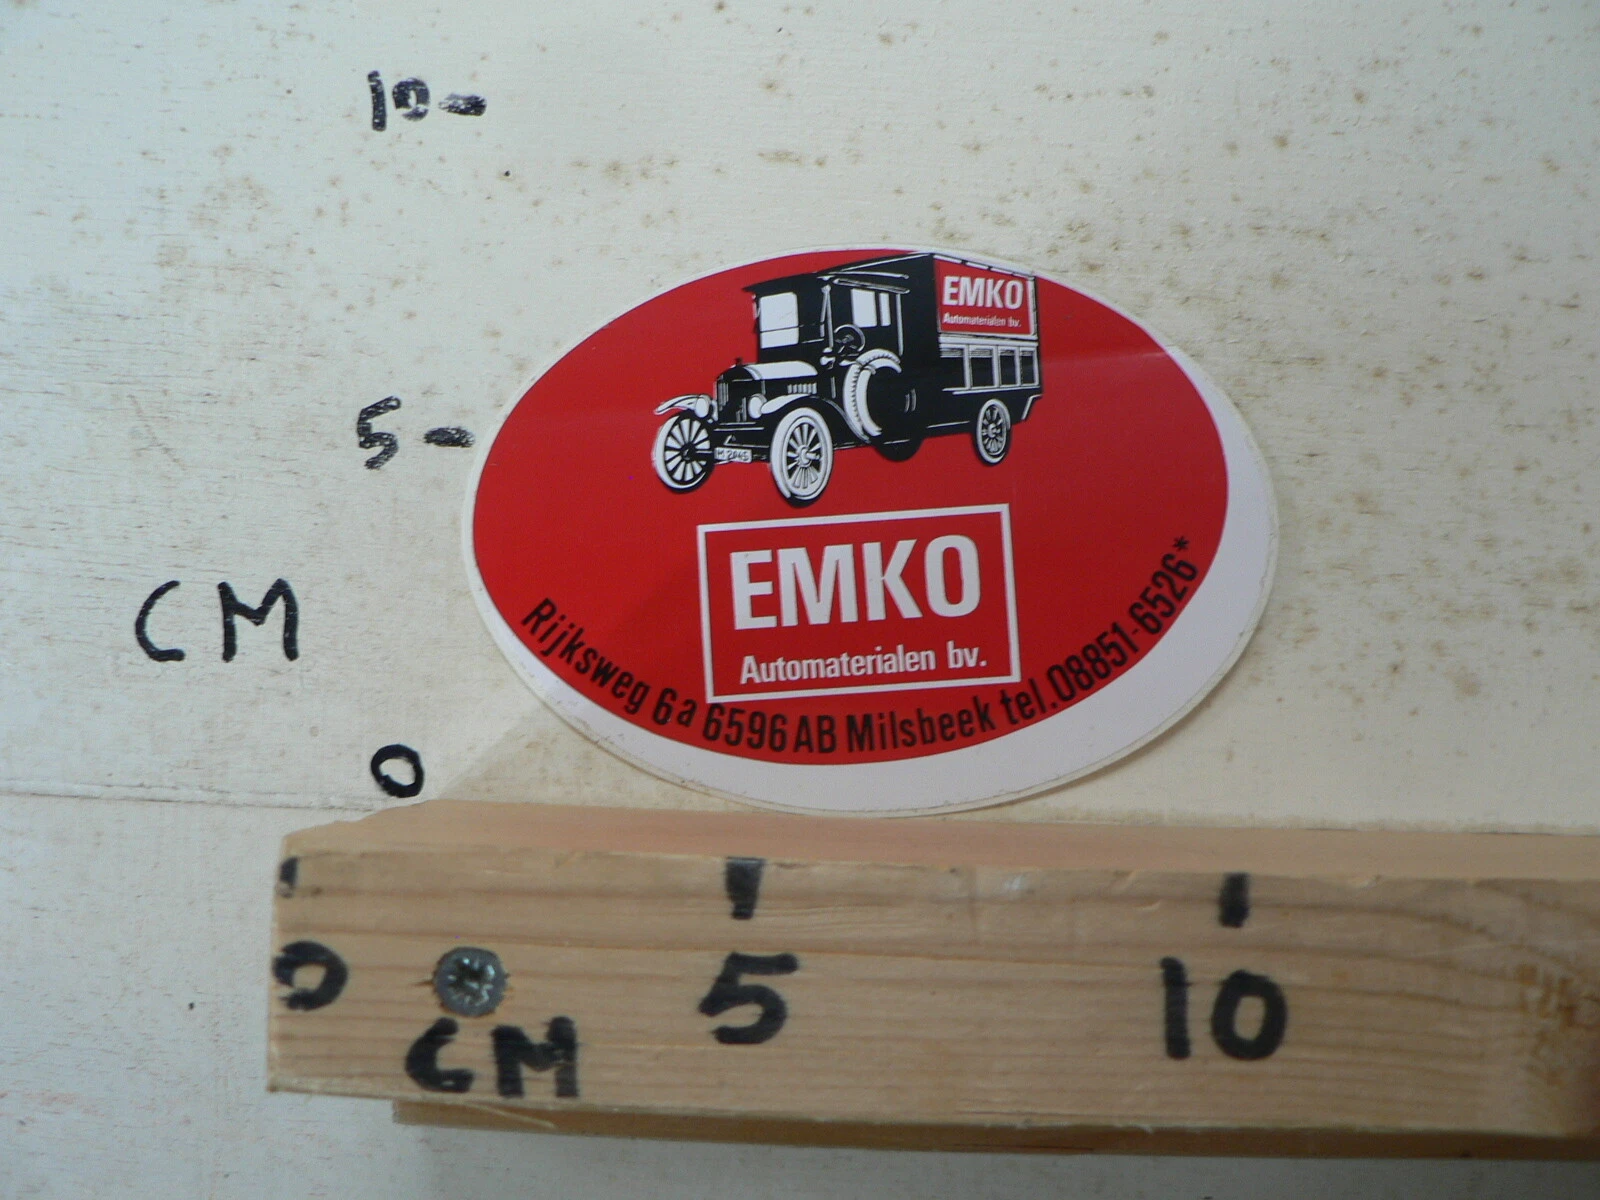 10-
EMKO
Automaterialen bv.
5-
M 2045
EMKO
Automaterialen bv.
CM
Rijksweg 6a 6596 AB Milsbeek tel. 08851-6526*
0
0 5 10
CM